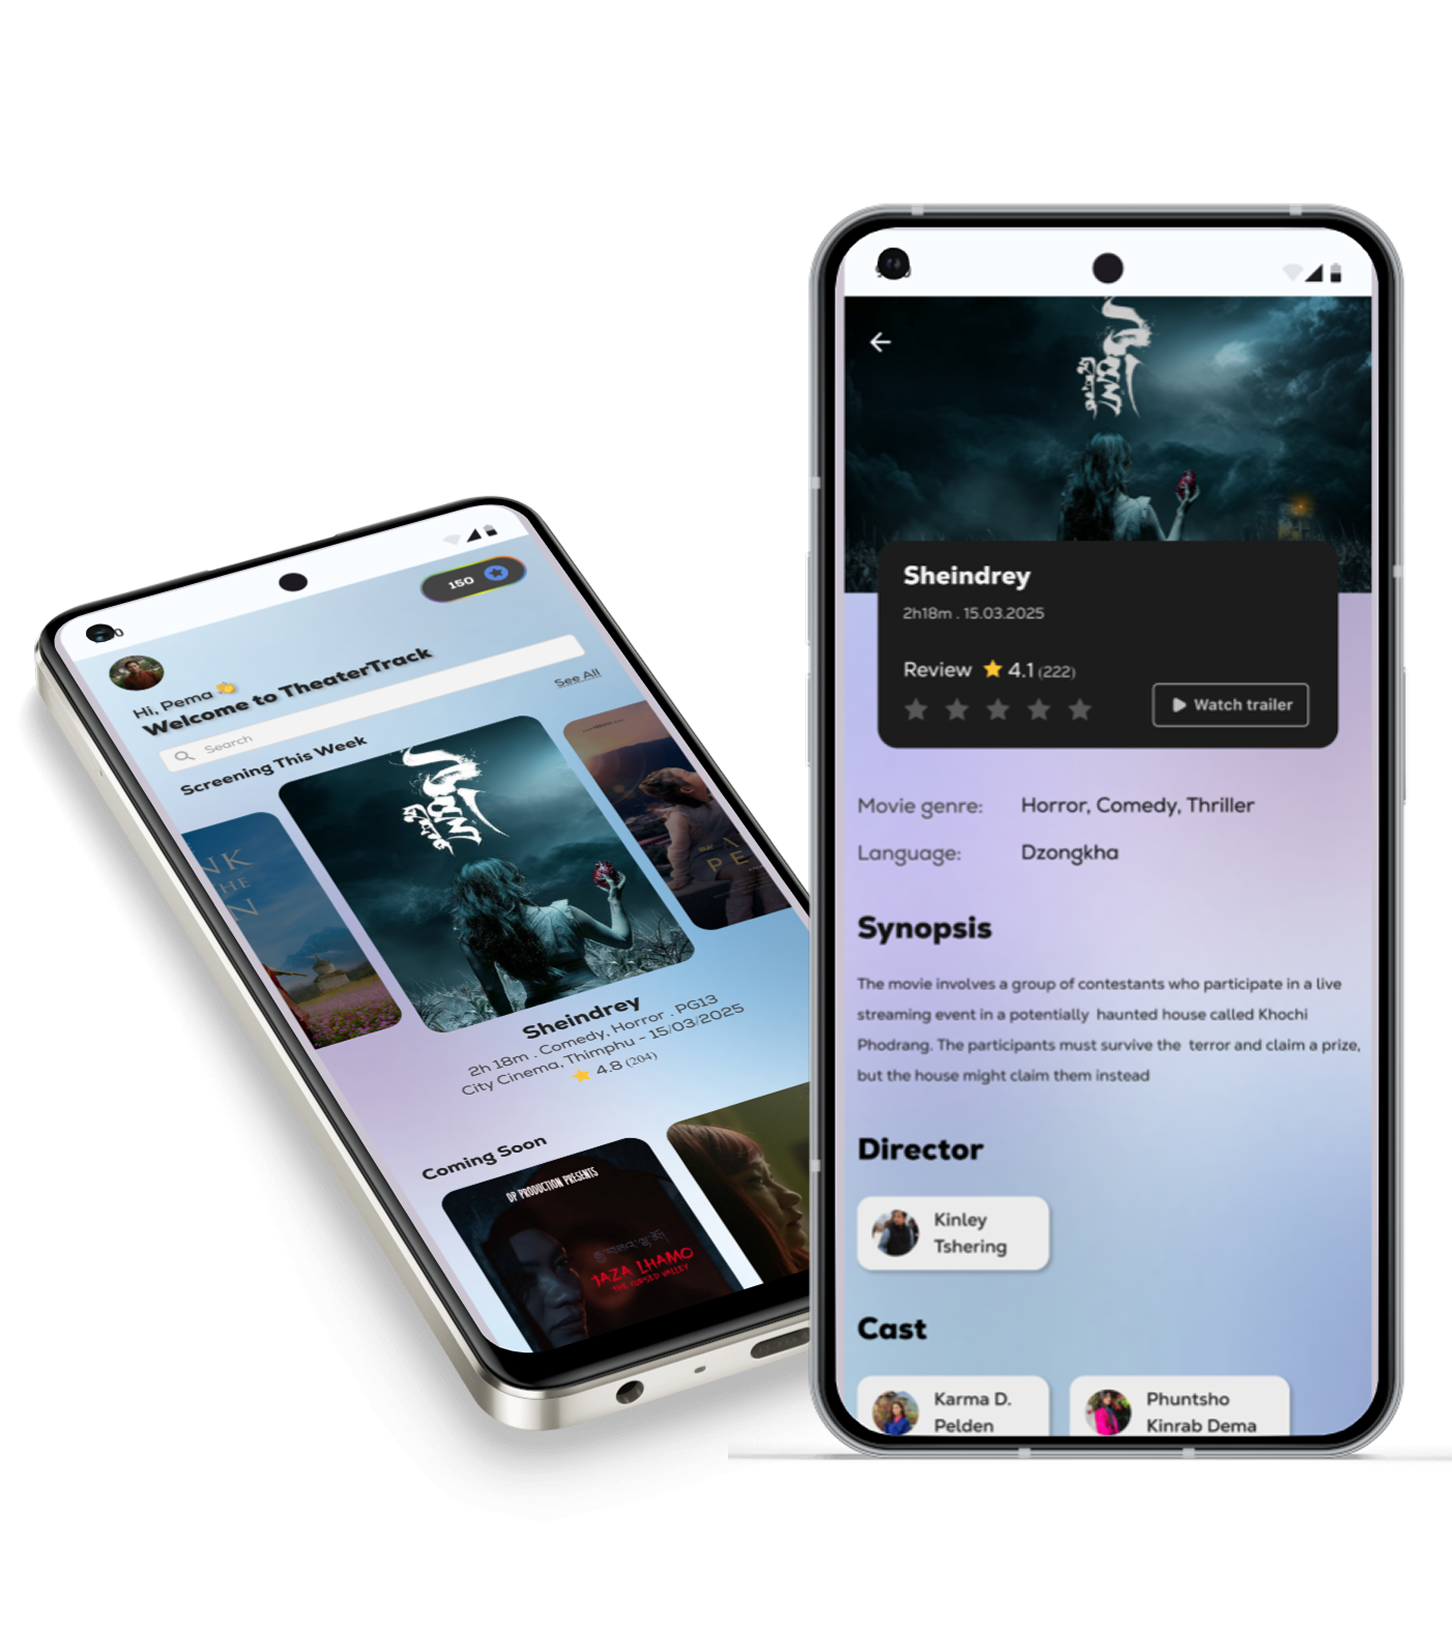 150
Hi, Pema 👏
Welcome to TheaterTrack
Search
See All
Screening This Week
NK
HE
N
PE
Sheindrey
2h 18m . Comedy, Horror . PG13
City Cinema, Thimphu - 15/03/2025
4.8 (204)
Coming Soon
DP PRODUCTION PRESENTS
JAZA LHAMO
THE CURSED VALLEY
Sheindrey
2h18m . 15.03.2025
Review 4.1 (222)
Watch trailer
Movie genre: Horror, Comedy, Thriller
Language: Dzongkha
Synopsis
The movie involves a group of contestants who participate in a live
streaming event in a potentially haunted house called Khochi
Phodrang. The participants must survive the terror and claim a prize,
but the house might claim them instead
Director
Kinley
Tshering
Cast
Karma D.
Pelden
Phuntsho
Kinrab Dema